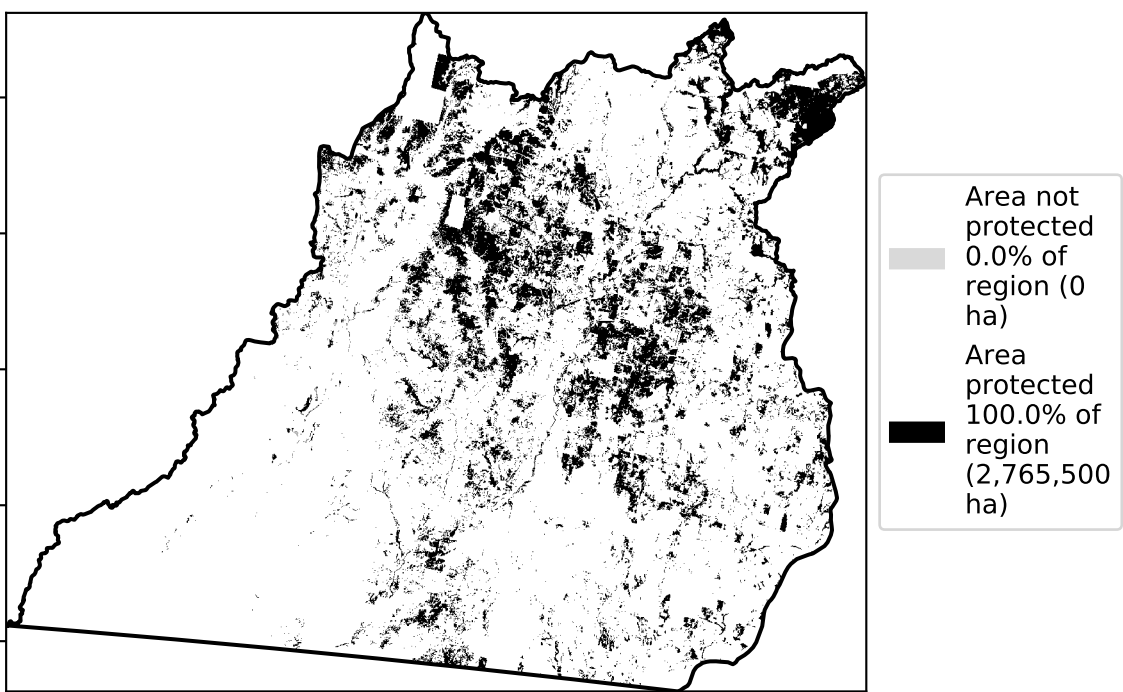 Area not
protected
0.0% of
region (0
ha)
Area
protected
100.0% of
region
(2,765,500
ha)